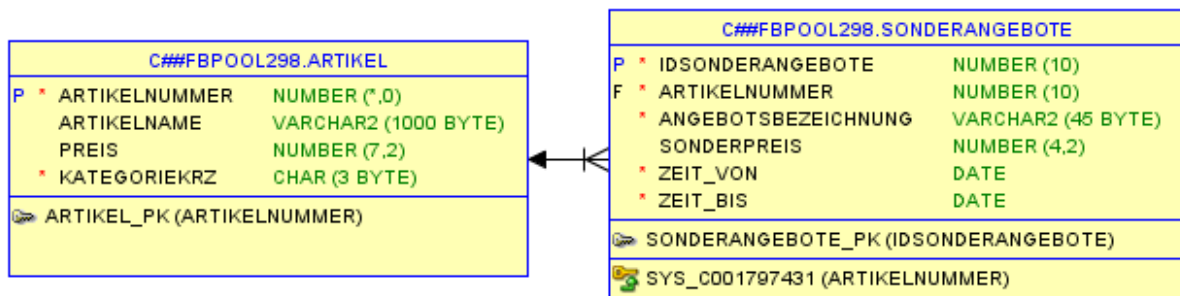 C##FBPOOL298.ARTIKEL
P * ARTIKELNUMMER NUMBER (*,0)
ARTIKELNAME VARCHAR2 (1000 BYTE)
PREIS NUMBER (7,2)
* KATEGORIEKRZ CHAR (3 BYTE)
ARTIKEL_PK (ARTIKELNUMMER)
C##FBPOOL298.SONDERANGEBOTE
P * IDSONDERANGEBOTE NUMBER (10)
F * ARTIKELNUMMER NUMBER (10)
* ANGEBOTSBEZEICHNUNG VARCHAR2 (45 BYTE)
SONDERPREIS NUMBER (4,2)
* ZEIT_VON DATE
* ZEIT_BIS DATE
SONDERANGEBOTE_PK (IDSONDERANGEBOTE)
SYS_C001797431 (ARTIKELNUMMER)